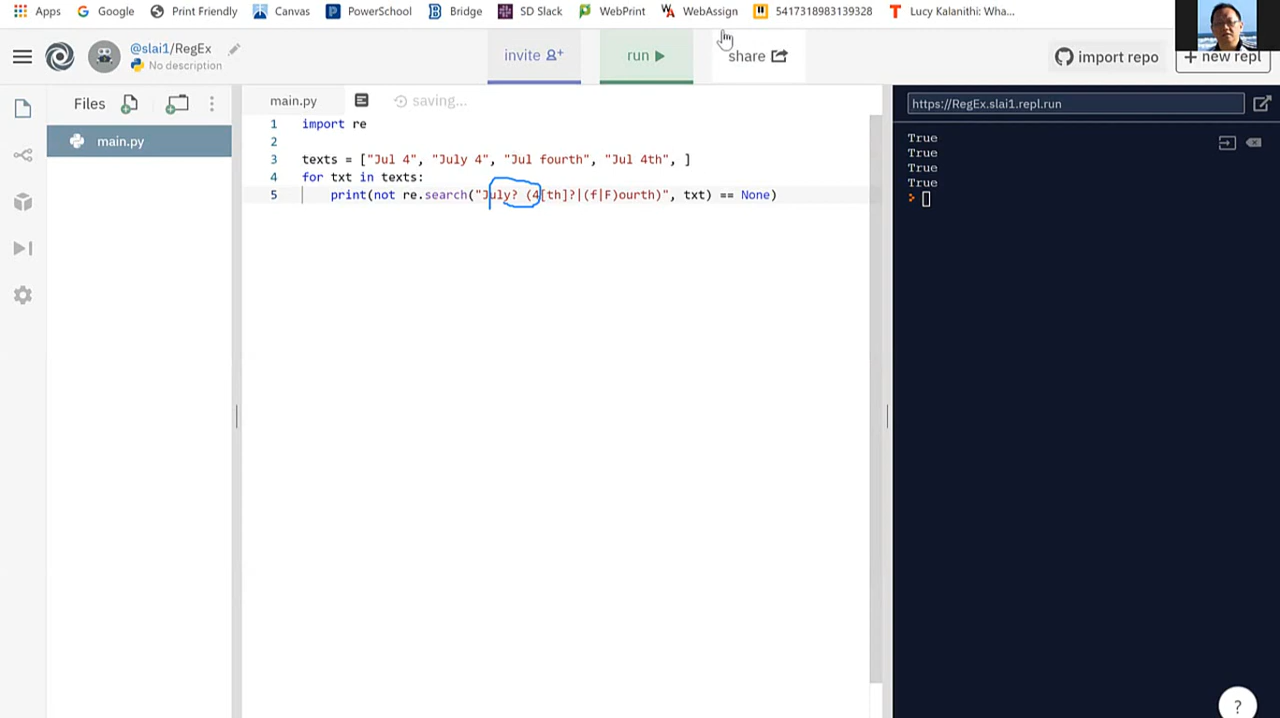 Apps Google Print Friendly Canvas PowerSchool Bridge SD Slack WebPrint WebAssign 5417318983139328 Lucy Kalanithi: Wha...
@slai1/RegEx
No description
invite
run
share
import repo
+ new repl
Files
main.py
main.py
saving...
1 import re
2
3 texts = ["Jul 4", "July 4", "Jul fourth", "Jul 4th", ]
4 for txt in texts:
5 print(not re.search("July? (4[th]?|(f|F)ourth)", txt) == None)
https://RegEx.slai1.repl.run
True
True
True
True
?